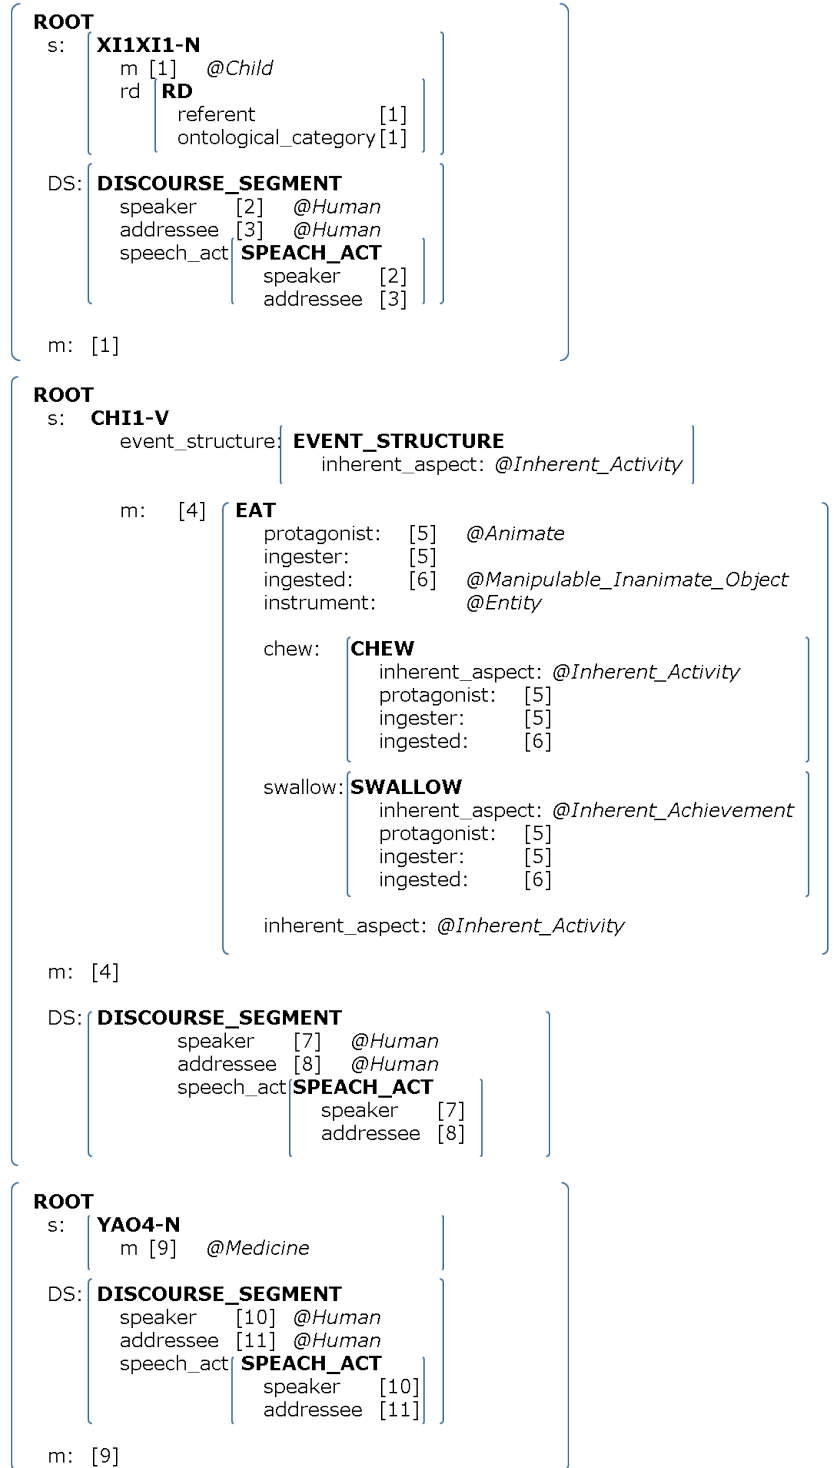 ROOT
s: XI1XI1-N
m [1] @Child
rd RD
referent [1]
ontological_category [1]
DS: DISCOURSE_SEGMENT
speaker [2] @Human
addressee [3] @Human
speech_act SPEACH_ACT
speaker [2]
addressee [3]
m: [1]
ROOT
s: CHI1-V
event_structure: EVENT_STRUCTURE
inherent_aspect: @Inherent_Activity
m: [4] EAT
protagonist: [5] @Animate
ingester: [5]
ingested: [6] @Manipulable_Inanimate_Object
instrument: @Entity
chew: CHEW
inherent_aspect: @Inherent_Activity
protagonist: [5]
ingester: [5]
ingested: [6]
swallow: SWALLOW
inherent_aspect: @Inherent_Achievement
protagonist: [5]
ingester: [5]
ingested: [6]
inherent_aspect: @Inherent_Activity
m: [4]
DS: DISCOURSE_SEGMENT
speaker [7] @Human
addressee [8] @Human
speech_act SPEACH_ACT
speaker [7]
addressee [8]
ROOT
s: YAO4-N
m [9] @Medicine
DS: DISCOURSE_SEGMENT
speaker [10] @Human
addressee [11] @Human
speech_act SPEACH_ACT
speaker [10]
addressee [11]
m: [9]